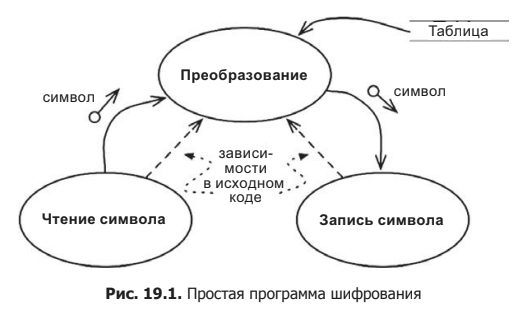 Таблица
Преобразование
символ
символ
зависи-
мости
в исходном
коде
Чтение символа
Запись символа
Рис. 19.1. Простая программа шифрования